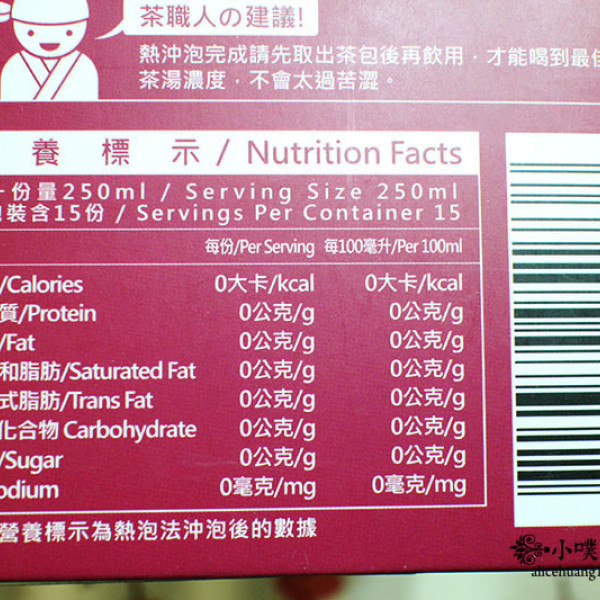 茶職人の建議!
熱沖泡完成請先取出茶包後再飲用，才能喝到最佳
茶湯濃度，不會太過苦澀。
養標示 / Nutrition Facts
份量250ml / Serving Size 250ml
裝含15份 / Servings Per Container 15
每份/Per Serving 每100毫升/Per 100ml
/Calories 0大卡/kcal 0大卡/kcal
質/Protein 0公克/g 0公克/g
/Fat 0公克/g 0公克/g
和脂肪/Saturated Fat 0公克/g 0公克/g
式脂肪/Trans Fat 0公克/g 0公克/g
化合物 Carbohydrate 0公克/g 0公克/g
/Sugar 0公克/g 0公克/g
odium 0毫克/mg 0毫克/mg
營養標示為熱泡法沖泡後的數據
小噗
alicehuang